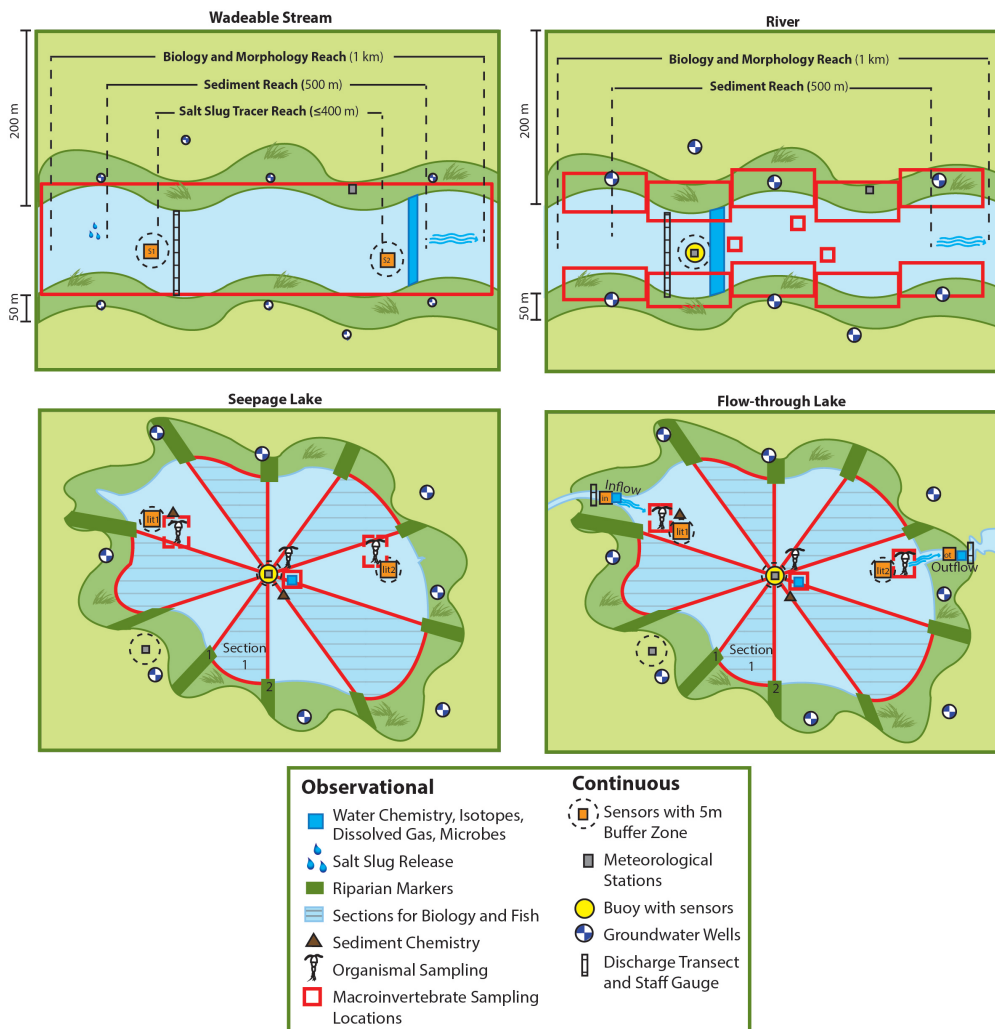 Wadeable Stream
Biology and Morphology Reach (1 km)
Sediment Reach (500 m)
Salt Slug Tracer Reach (≤400 m)
200 m
50 m
S1
S2
River
Biology and Morphology Reach (1 km)
Sediment Reach (500 m)
200 m
50 m
Seepage Lake
lit1
lit2
Section
1
1
2
Flow-through Lake
Inflow
in
lit1
lit2
ot
Outflow
Section
1
1
2
Observational
Water Chemistry, Isotopes,
Dissolved Gas, Microbes
Salt Slug Release
Riparian Markers
Sections for Biology and Fish
Sediment Chemistry
Organismal Sampling
Macroinvertebrate Sampling
Locations
Continuous
Sensors with 5m
Buffer Zone
Meteorological
Stations
Buoy with sensors
Groundwater Wells
Discharge Transect
and Staff Gauge